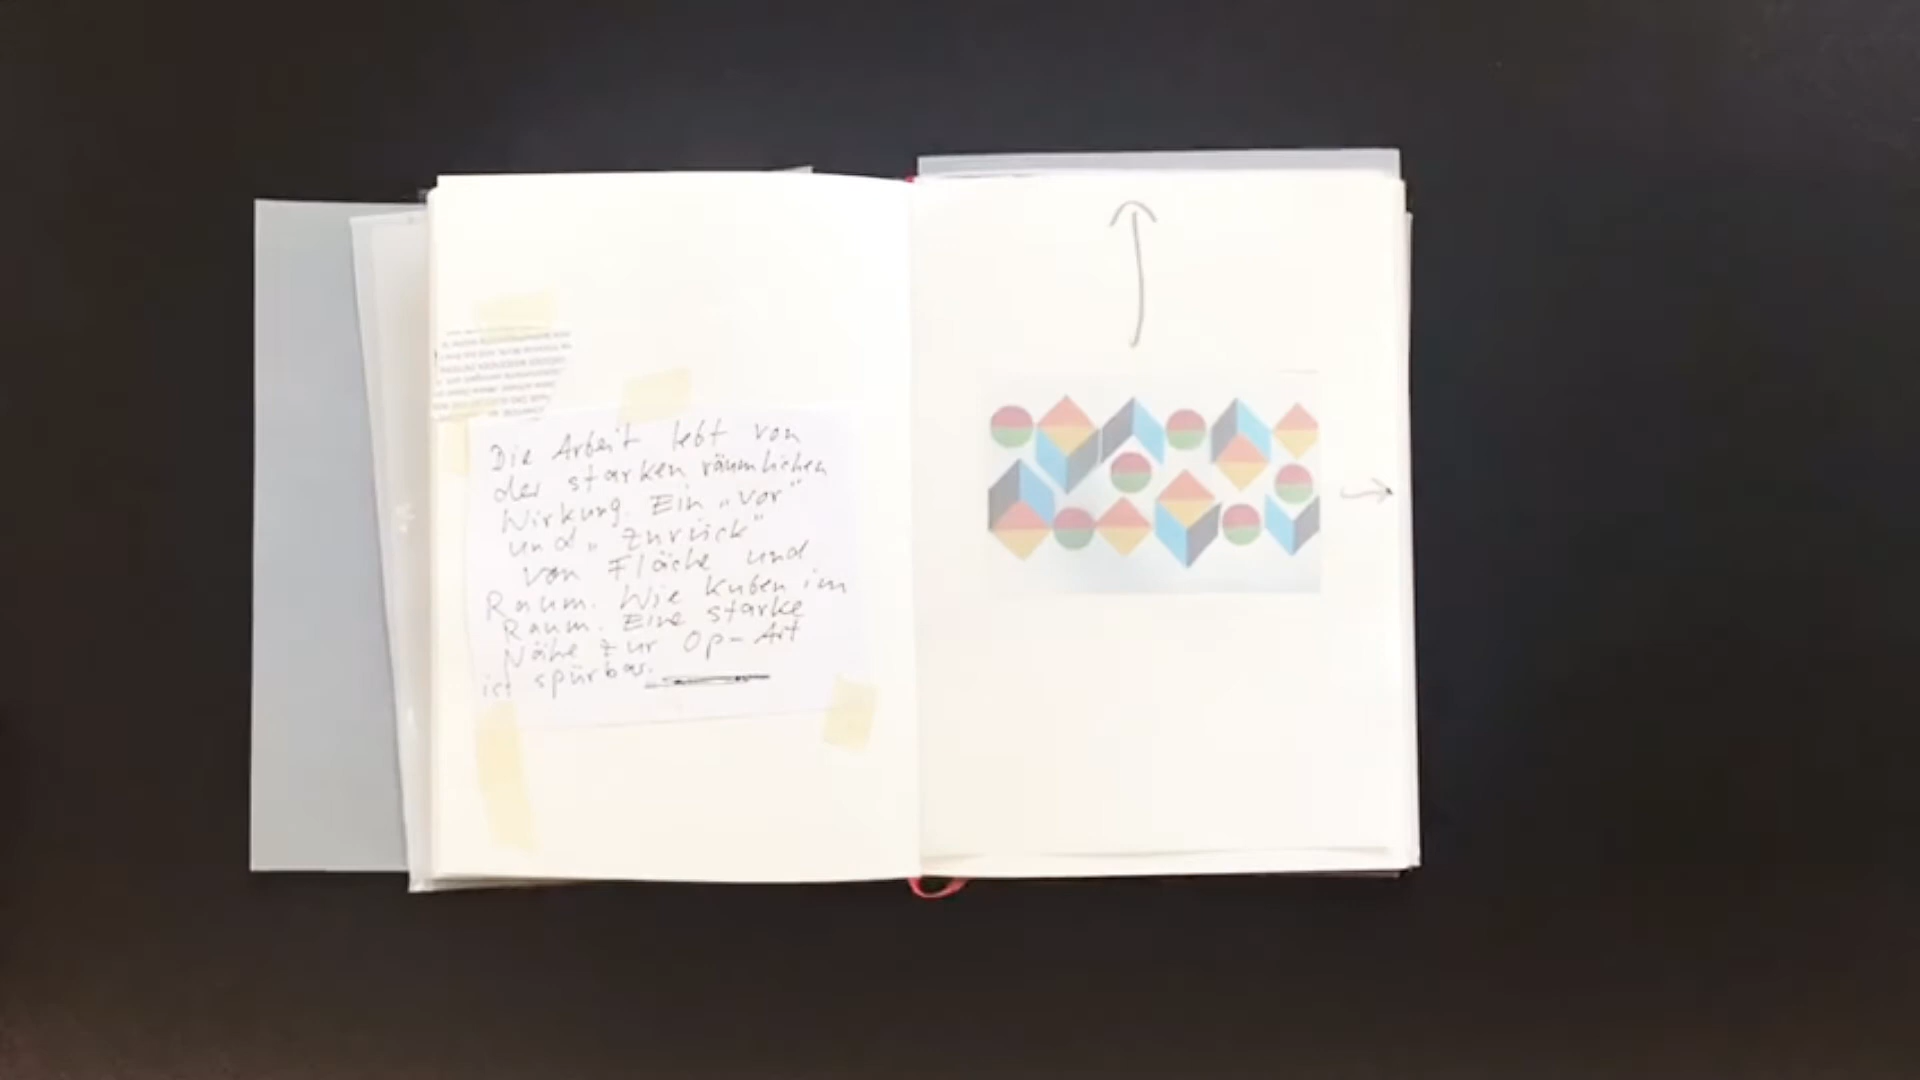 Die Arbeit lebt von
der starken räumlichen
Wirkung. Ein „vor"
und „zurück"
von Fläche und
Raum. Wie Kuben im
Raum. Eine starke
Nähe zur Op-Art
ist spürbar.